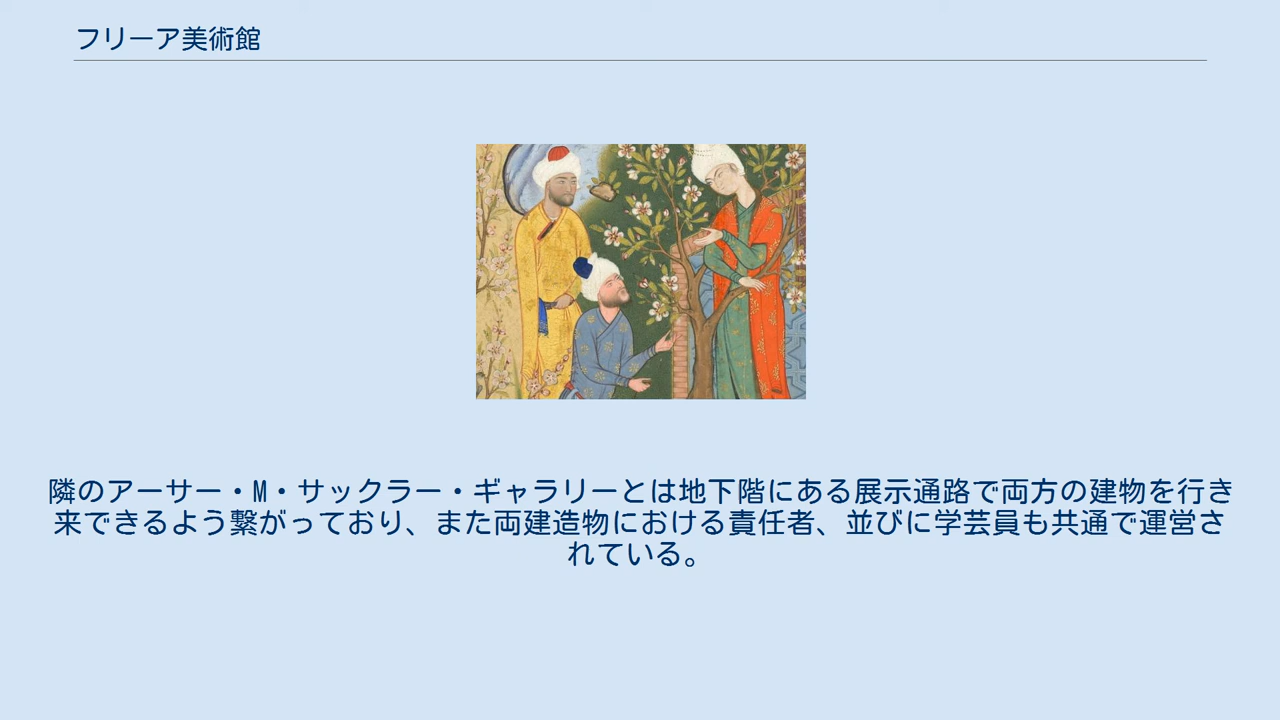 フリーア美術館
隣のアーサー・M・サックラー・ギャラリーとは地下階にある展示通路で両方の建物を行き
来できるよう繋がっており、また両建造物における責任者、並びに学芸員も共通で運営さ
れている。